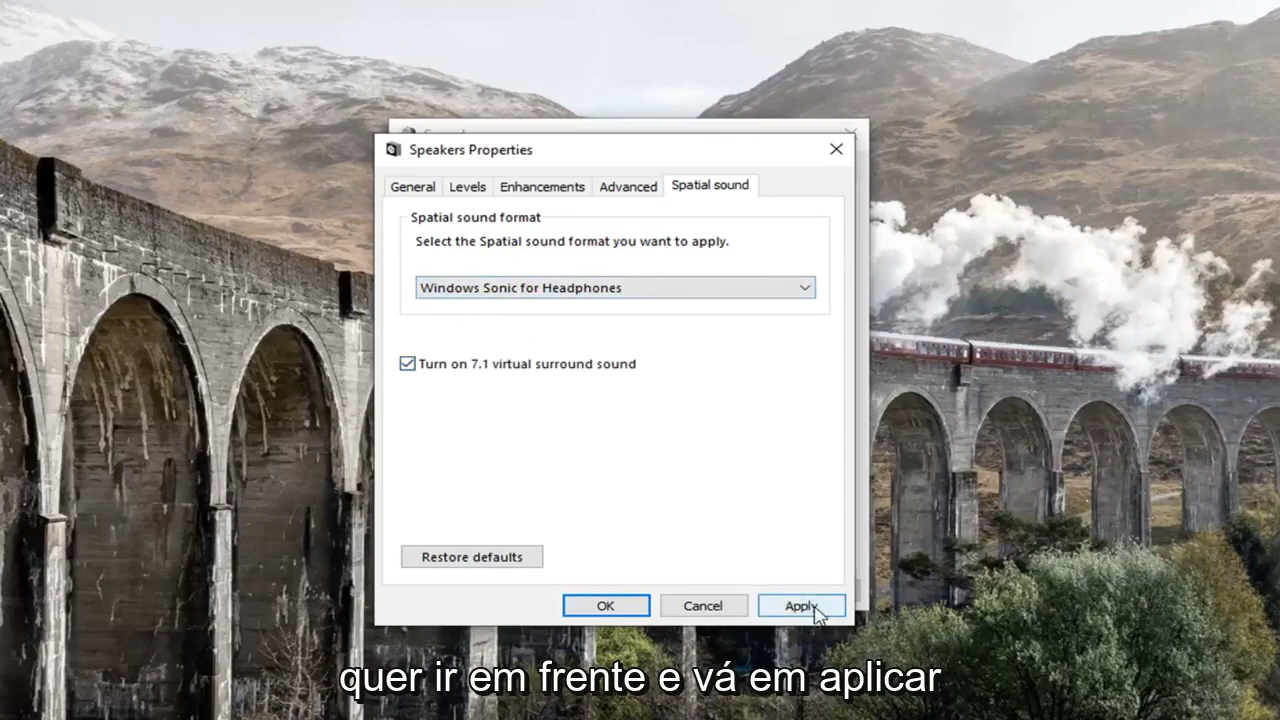 Speakers Properties
General
Levels
Enhancements
Advanced
Spatial sound
Spatial sound format
Select the Spatial sound format you want to apply.
Windows Sonic for Headphones
Turn on 7.1 virtual surround sound
Restore defaults
OK
Cancel
Apply
quer ir em frente e vá em aplicar